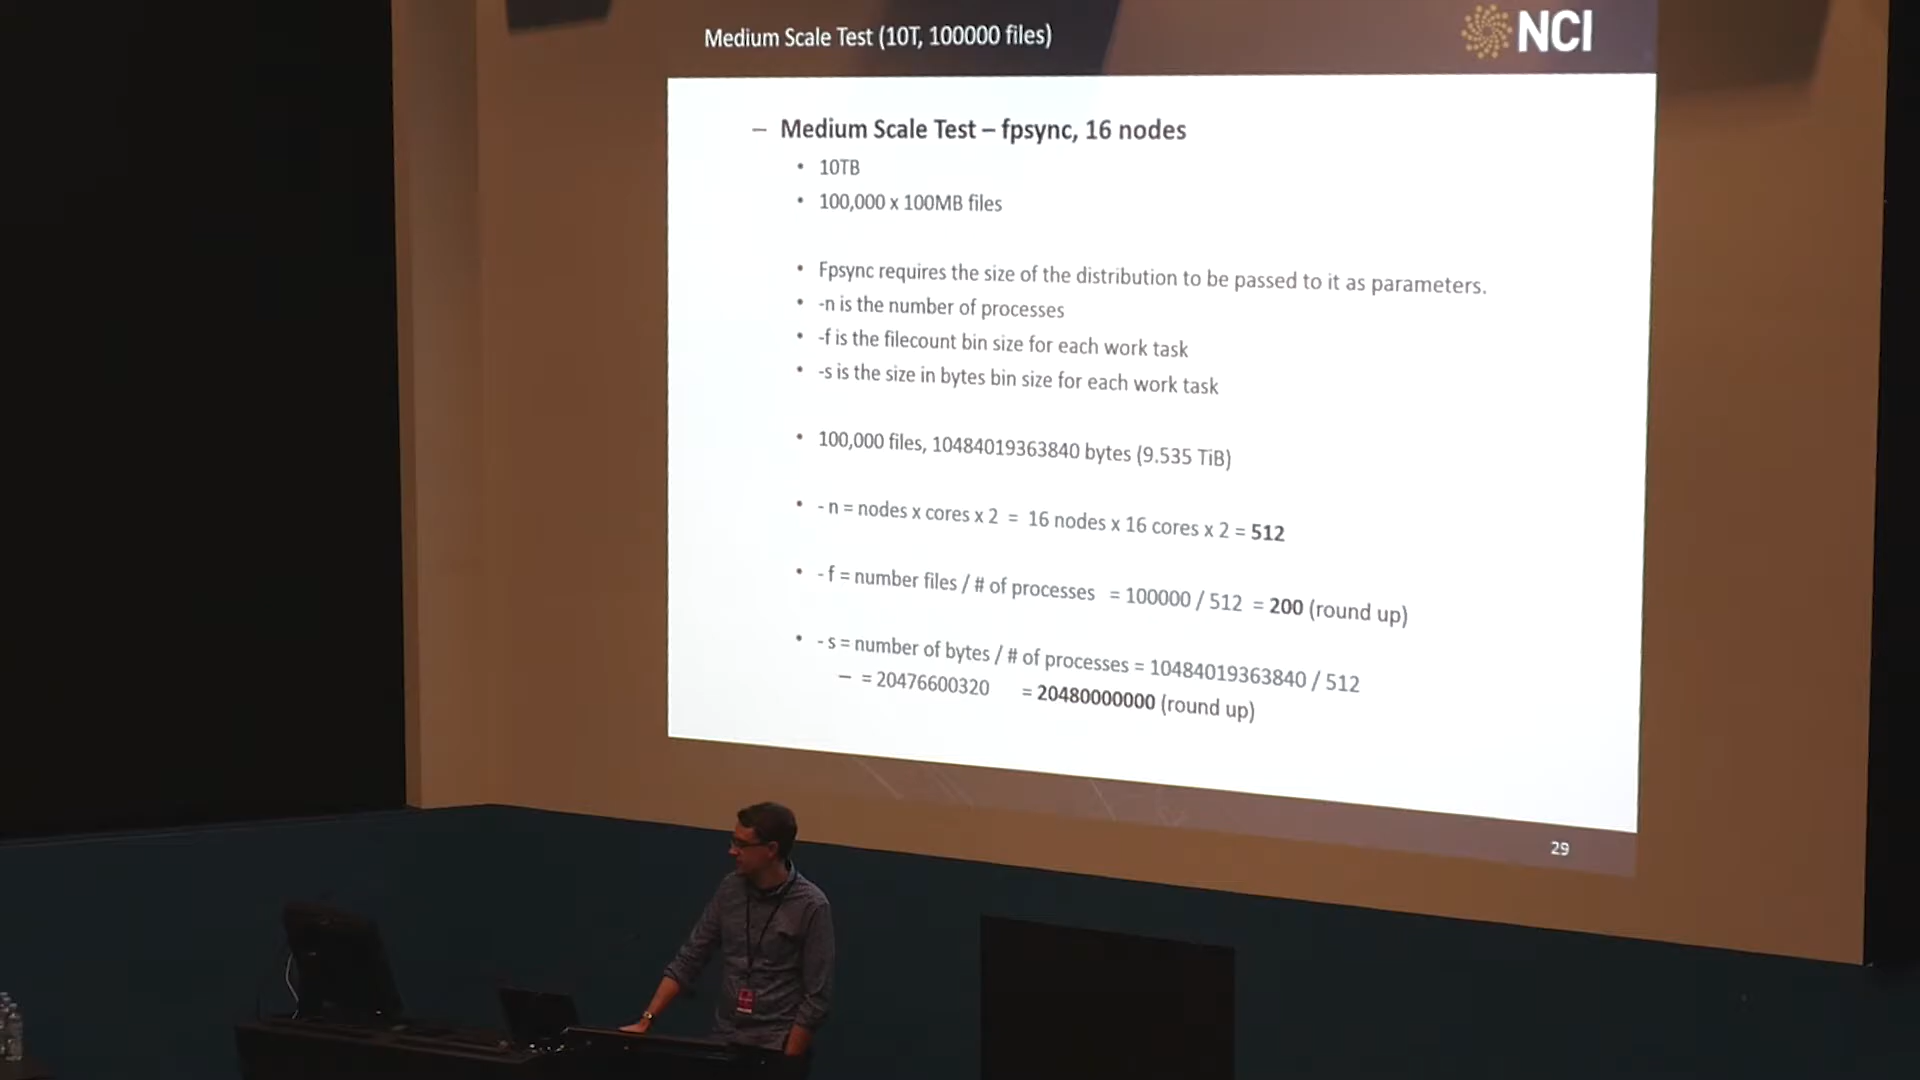 Medium Scale Test (10T, 100000 files)
NCI
– Medium Scale Test – fpsync, 16 nodes
• 10TB
• 100,000 x 100MB files
• Fpsync requires the size of the distribution to be passed to it as parameters.
• -n is the number of processes
• -f is the filecount bin size for each work task
• -s is the size in bytes bin size for each work task
• 100,000 files, 10484019363840 bytes (9.535 TiB)
• - n = nodes x cores x 2 = 16 nodes x 16 cores x 2 = 512
• - f = number files / # of processes = 100000 / 512 = 200 (round up)
• - s = number of bytes / # of processes = 10484019363840 / 512
– = 20476600320 = 20480000000 (round up)
29